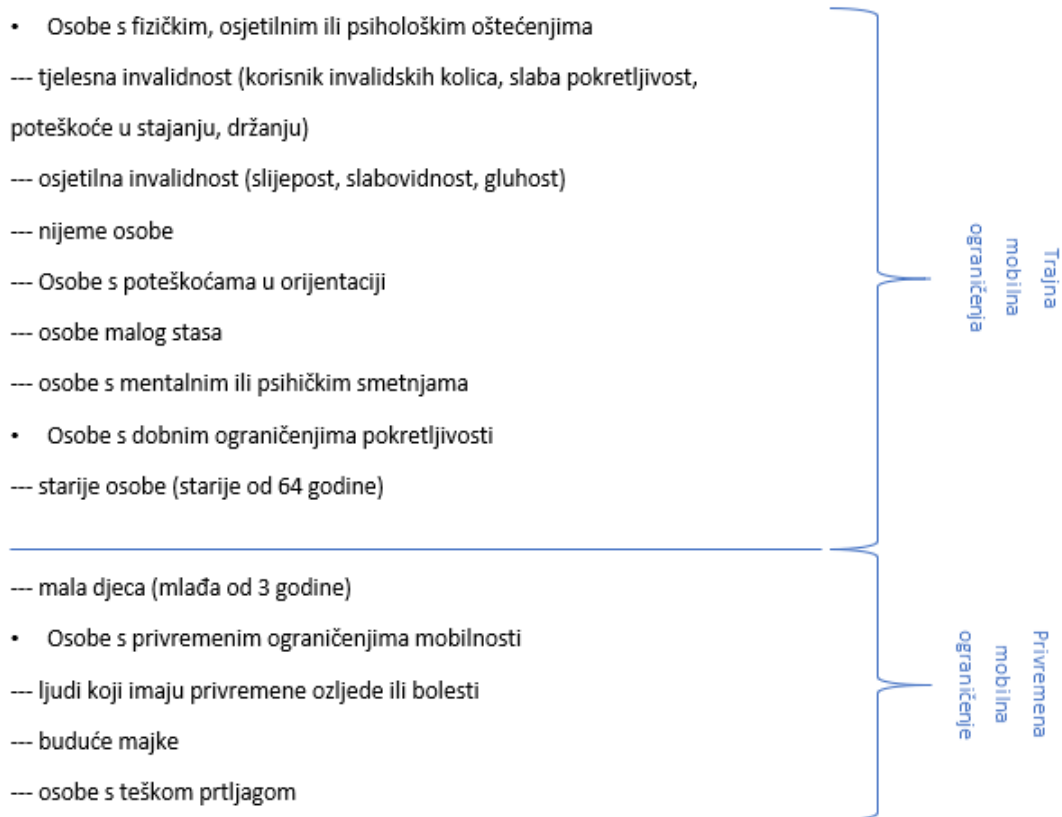 • Osobe s fizičkim, osjetilnim ili psihološkim oštećenjima
--- tjelesna invalidnost (korisnik invalidskih kolica, slaba pokretljivost,
poteškoće u stajanju, držanju)
--- osjetilna invalidnost (slijepost, slabovidnost, gluhost)
--- nijeme osobe
--- Osobe s poteškoćama u orijentaciji
--- osobe malog stasa
--- osobe s mentalnim ili psihičkim smetnjama
• Osobe s dobnim ograničenjima pokretljivosti
--- starije osobe (starije od 64 godine)
Trajna
mobilna
ograničenja
--- mala djeca (mlađa od 3 godine)
• Osobe s privremenim ograničenjima mobilnosti
--- ljudi koji imaju privremene ozljede ili bolesti
--- buduće majke
--- osobe s teškom prtljagom
Privremena
mobilna
ograničenje